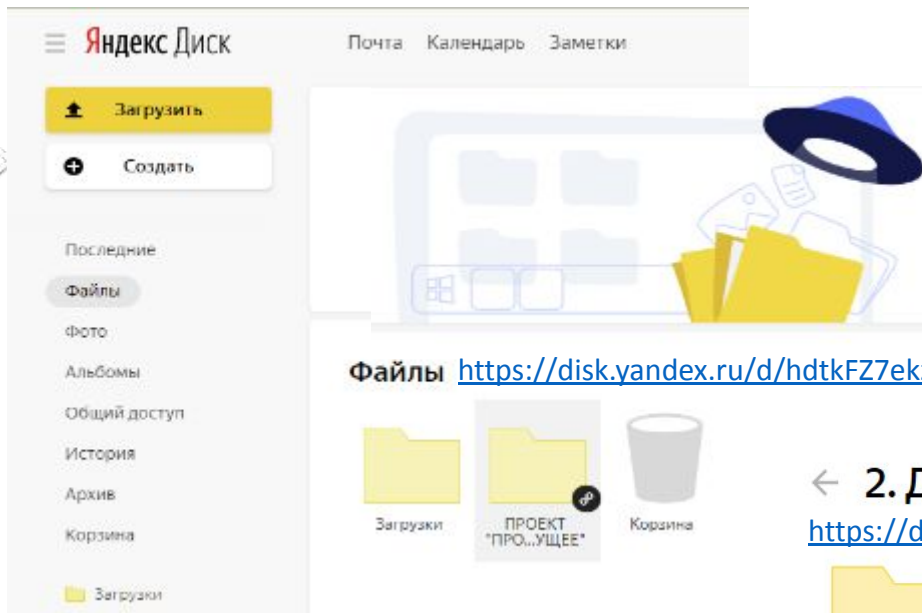 Яндекс Диск
Почта Календарь Заметки
Загрузить
Создать
Последние
Файлы
Фото
Альбомы
Общий доступ
История
Архив
Корзина
Загрузки
Файлы https://disk.yandex.ru/d/hdtkFZ7ek
Загрузки
ПРОЕКТ
"ПРО...УЩЕЕ"
Корзина
2. Д
https://d